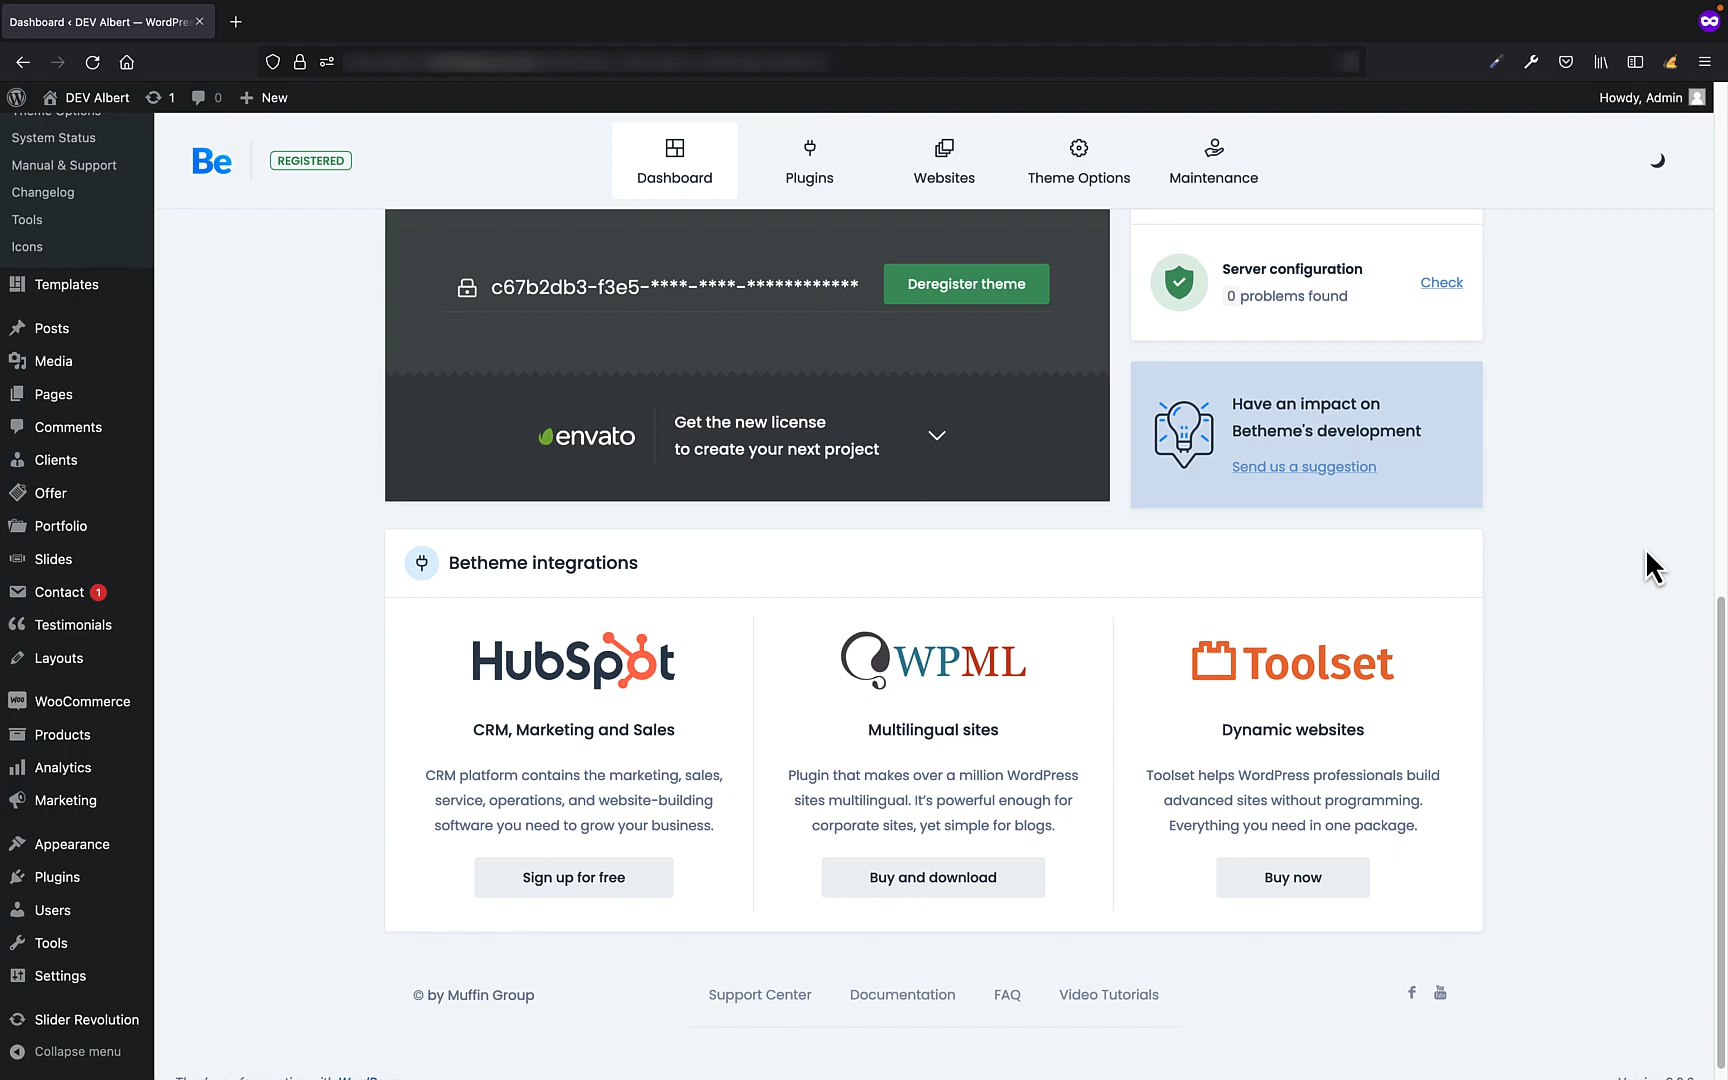 Dashboard ‹ DEV Albert — WordPre
DEV Albert
1
0
New
Howdy, Admin
Theme Options
System Status
Manual & Support
Changelog
Tools
Icons
Templates
Posts
Media
Pages
Comments
Clients
Offer
Portfolio
Slides
Contact 1
Testimonials
Layouts
WooCommerce
Products
Analytics
Marketing
Appearance
Plugins
Users
Tools
Settings
Slider Revolution
Collapse menu
Be
REGISTERED
Dashboard
Plugins
Websites
Theme Options
Maintenance
c67b2db3-f3e5-****-****-************
Deregister theme
envato
Get the new license
to create your next project
Server configuration
0 problems found
Check
Have an impact on
Betheme's development
Send us a suggestion
Betheme integrations
HubSpot
CRM, Marketing and Sales
CRM platform contains the marketing, sales,
service, operations, and website-building
software you need to grow your business.
Sign up for free
WPML
Multilingual sites
Plugin that makes over a million WordPress
sites multilingual. It’s powerful enough for
corporate sites, yet simple for blogs.
Buy and download
Toolset
Dynamic websites
Toolset helps WordPress professionals build
advanced sites without programming.
Everything you need in one package.
Buy now
© by Muffin Group
Support Center
Documentation
FAQ
Video Tutorials